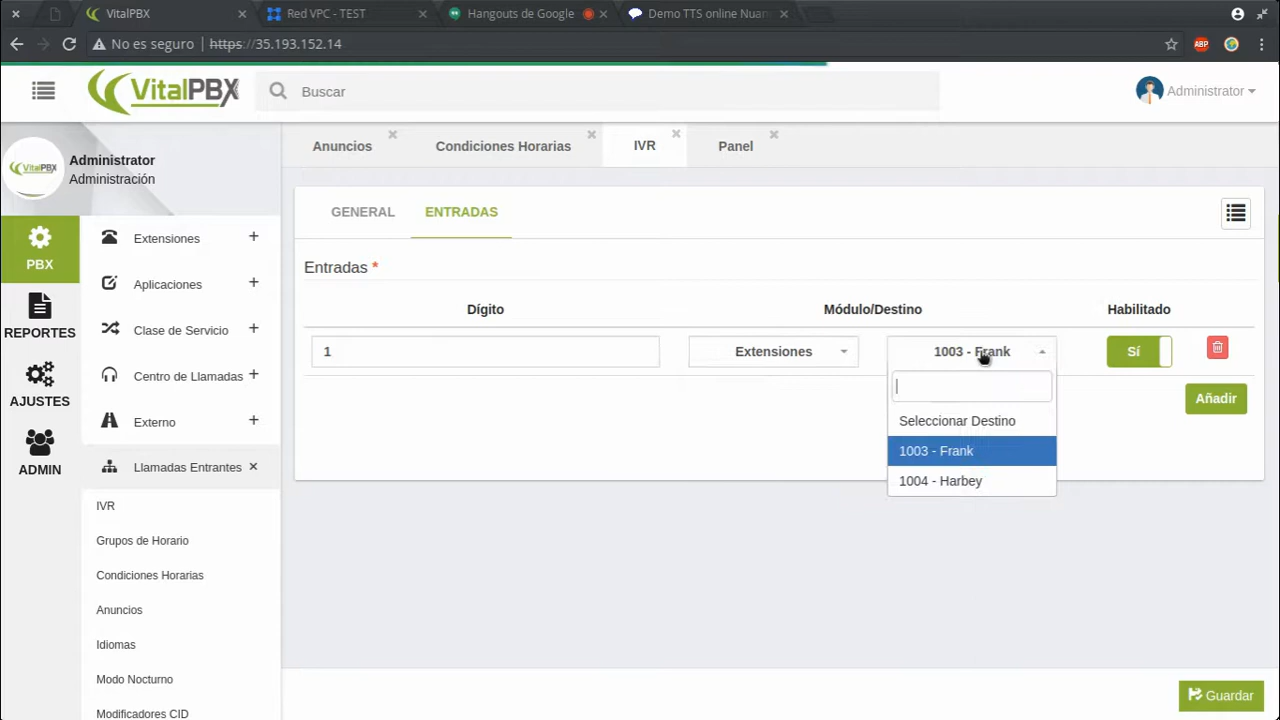 VitalPBX
Red VPC - TEST
Hangouts de Google
Demo TTS online Nuan
No es seguro
https://35.193.152.14
ABP
VitalPBX
Buscar
Administrator
VitalPBX
Administrator
Administración
Anuncios
Condiciones Horarias
IVR
Panel
PBX
REPORTES
AJUSTES
ADMIN
Extensiones +
Aplicaciones +
Clase de Servicio +
Centro de Llamadas +
Externo +
Llamadas Entrantes ×
IVR
Grupos de Horario
Condiciones Horarias
Anuncios
Idiomas
Modo Nocturno
Modificadores CID
GENERAL
ENTRADAS
Entradas *
Dígito
Módulo/Destino
Habilitado
1
Extensiones
1003 - Frank
Sí
Seleccionar Destino
1003 - Frank
1004 - Harbey
Añadir
Guardar